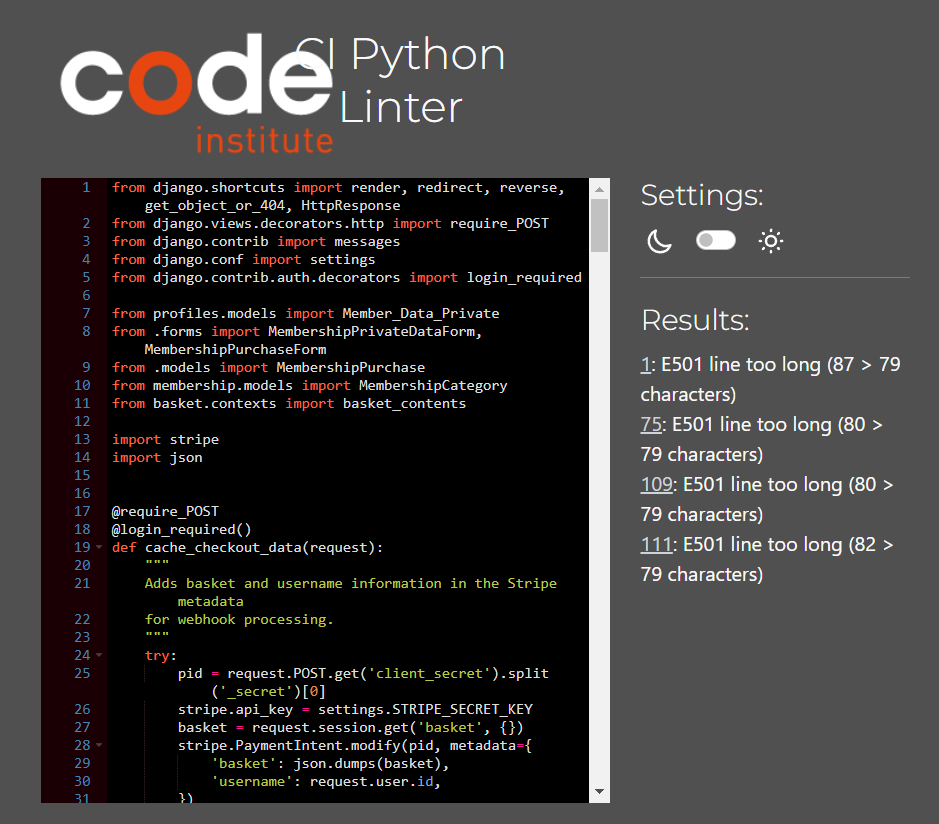 code
institute
CI Python
Linter
1 from django.shortcuts import render, redirect, reverse,
get_object_or_404, HttpResponse
2 from django.views.decorators.http import require_POST
3 from django.contrib import messages
4 from django.conf import settings
5 from django.contrib.auth.decorators import login_required
6
7 from profiles.models import Member_Data_Private
8 from .forms import MembershipPrivateDataForm,
MembershipPurchaseForm
9 from .models import MembershipPurchase
10 from membership.models import MembershipCategory
11 from basket.contexts import basket_contents
12
13 import stripe
14 import json
15
16
17 @require_POST
18 @login_required()
19 def cache_checkout_data(request):
20 """
21 Adds basket and username information in the Stripe
metadata
22 for webhook processing.
23 """
24 try:
25 pid = request.POST.get('client_secret').split
('_secret')[0]
26 stripe.api_key = settings.STRIPE_SECRET_KEY
27 basket = request.session.get('basket', {})
28 stripe.PaymentIntent.modify(pid, metadata={
29 'basket': json.dumps(basket),
30 'username': request.user.id,
31 })
Settings:
Results:
1: E501 line too long (87 > 79
characters)
75: E501 line too long (80 >
79 characters)
109: E501 line too long (80 >
79 characters)
111: E501 line too long (82 >
79 characters)